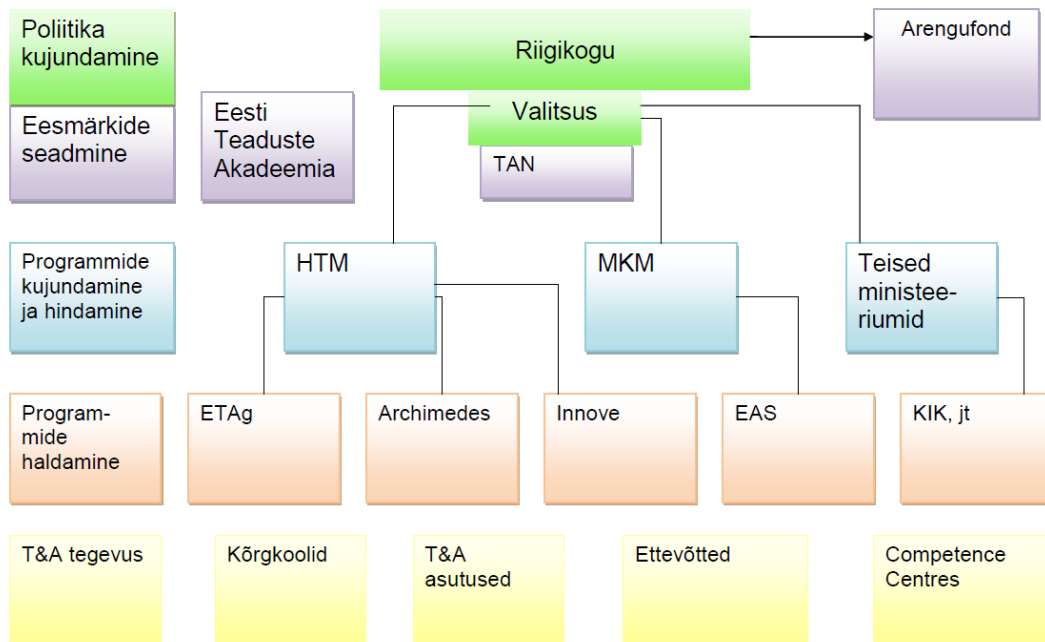 Poliitika
kujundamine
Riigikogu
Arengufond
Eesmärkide
seadmine
Eesti
Teaduste
Akadeemia
Valitsus
TAN
Programmide
kujundamine
ja hindamine
HTM
MKM
Teised
ministee-
riumid
Program-
mide
haldamine
ETAg
Archimedes
Innove
EAS
KIK, jt
T&A tegevus
Kõrgkoolid
T&A
asutused
Ettevõtted
Competence
Centres